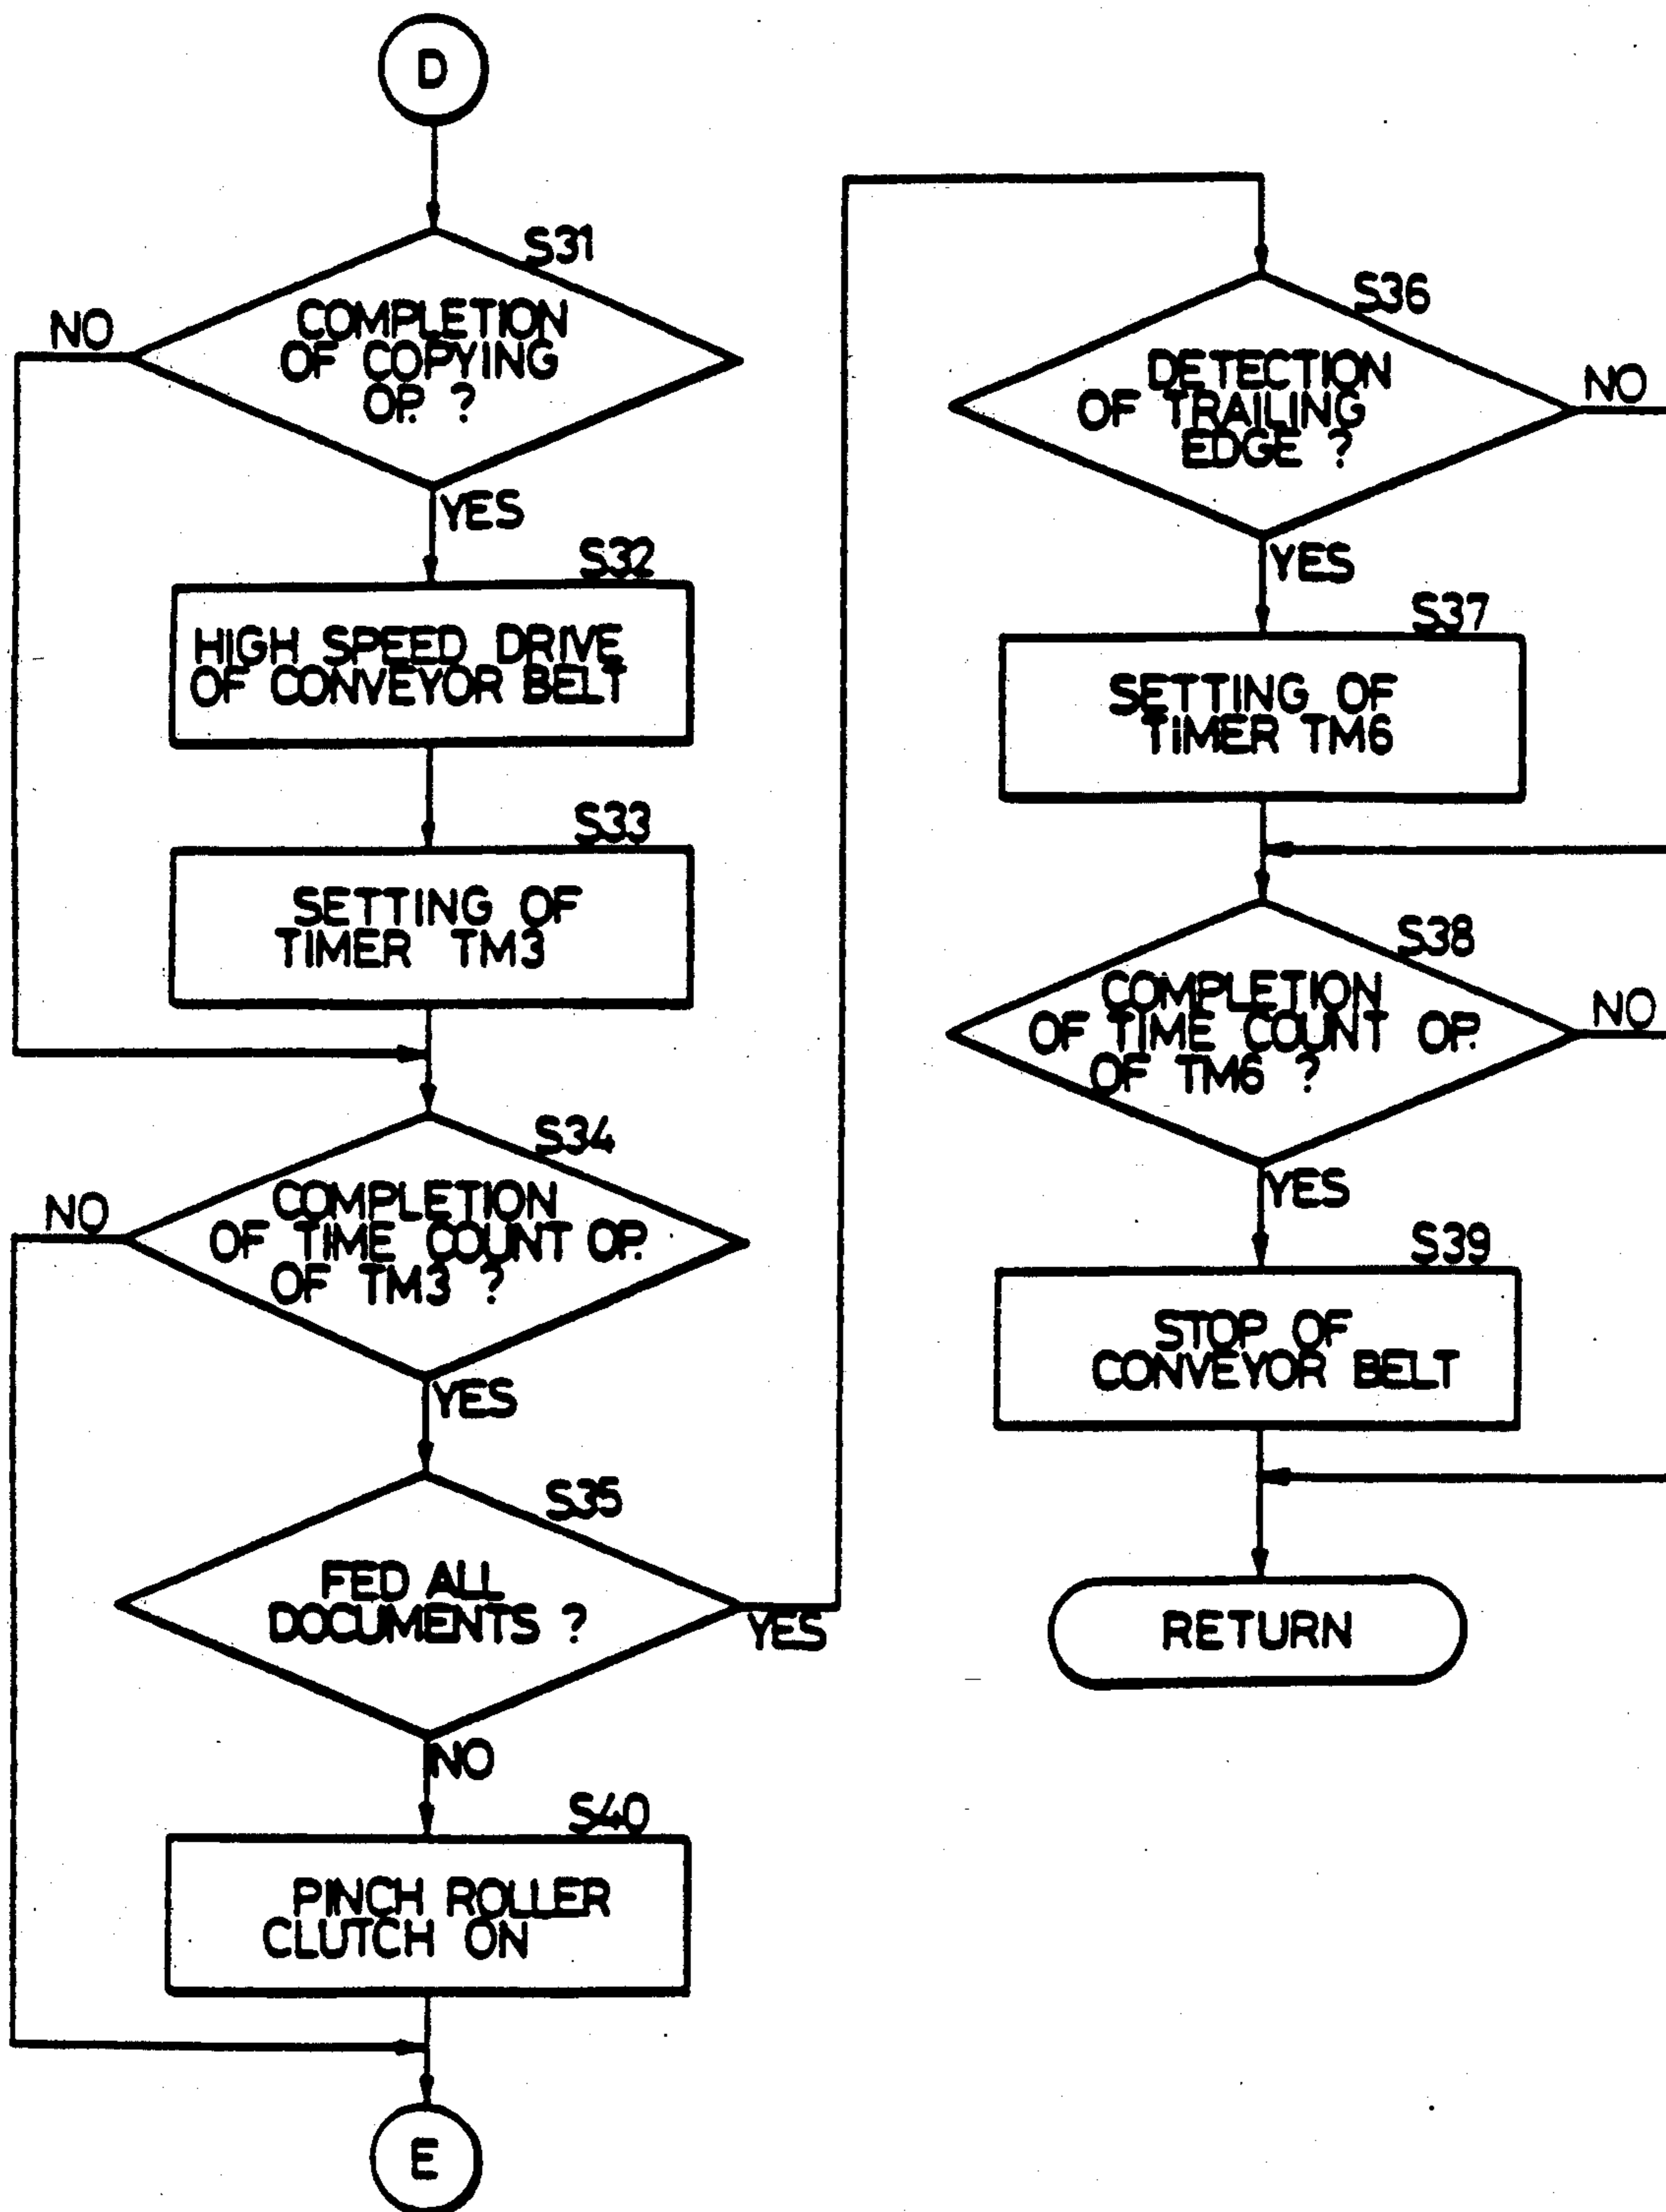 D
S31
NO
COMPLETION
OF COPYING
OP. ?
YES
S32
HIGH SPEED DRIVE
OF CONVEYOR BELT
S33
SETTING OF
TIMER TM3
S34
NO
COMPLETION
OF TIME COUNT OP.
OF TM3 ?
YES
S35
FED ALL
DOCUMENTS ?
YES
NO
S40
PINCH ROLLER
CLUTCH ON
E
S36
DETECTION
OF TRAILING
EDGE ?
NO
YES
S37
SETTING OF
TIMER TM6
S38
COMPLETION
OF TIME COUNT OP.
OF TM6 ?
NO
YES
S39
STOP OF
CONVEYOR BELT
RETURN